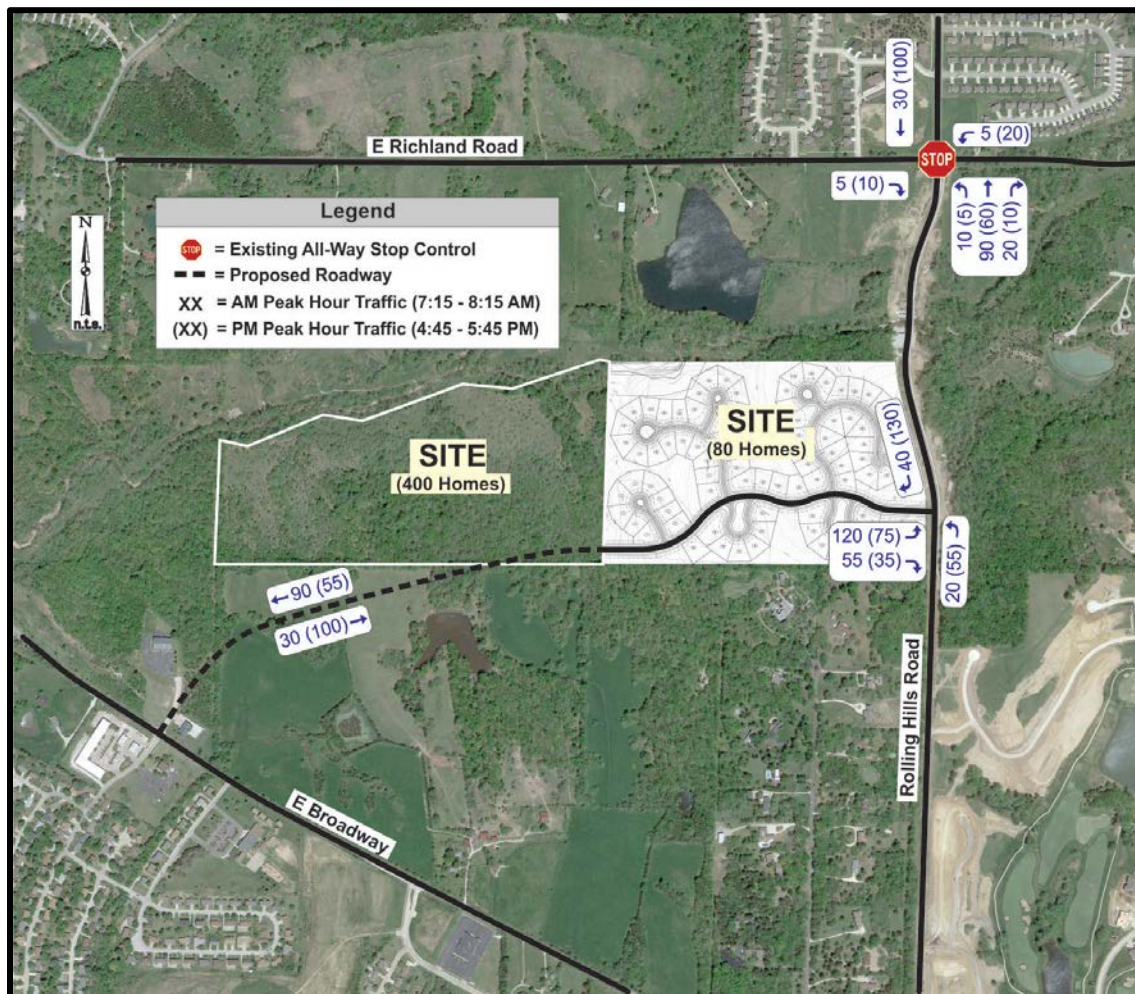 30 (100)
E Richland Road
STOP
5 (20)
5 (10)
10 (5)
90 (60)
20 (10)
Legend
STOP = Existing All-Way Stop Control
= Proposed Roadway
XX = AM Peak Hour Traffic (7:15 - 8:15 AM)
(XX) = PM Peak Hour Traffic (4:45 - 5:45 PM)
N
n.t.s.
SITE
(400 Homes)
SITE
(80 Homes)
40 (130)
120 (75)
55 (35)
20 (55)
90 (55)
30 (100)
Rolling Hills Road
E Broadway